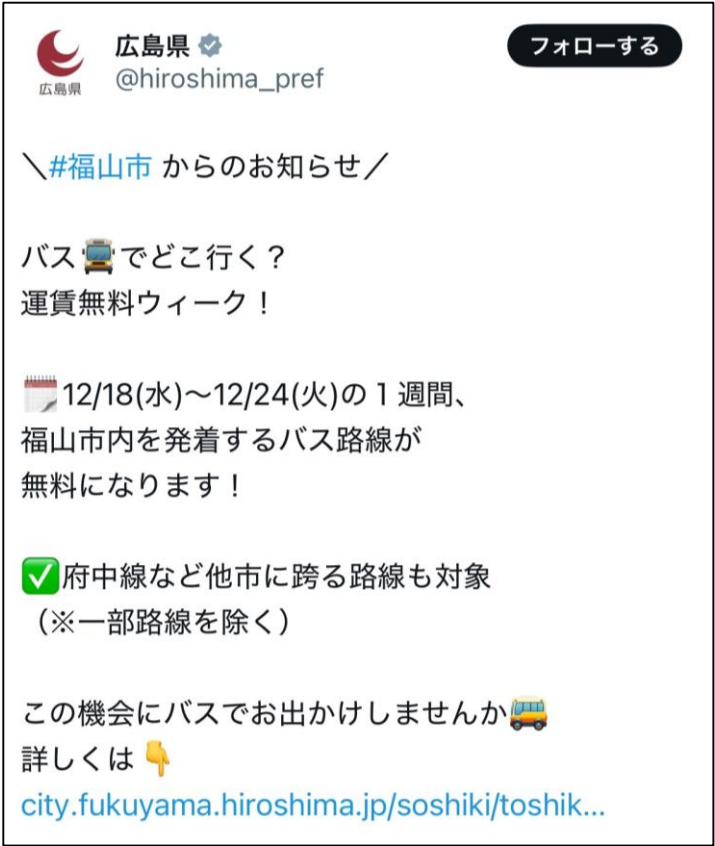 広島県
広島県
@hiroshima_pref
フォローする
＼#福山市 からのお知らせ／
バス🚍でどこ行く？
運賃無料ウィーク！
🗓12/18(水)～12/24(火)の１週間、
福山市内を発着するバス路線が
無料になります！
✅府中線など他市に跨る路線も対象
（※一部路線を除く）
この機会にバスでお出かけしませんか🚌
詳しくは👇
city.fukuyama.hiroshima.jp/soshiki/toshik...